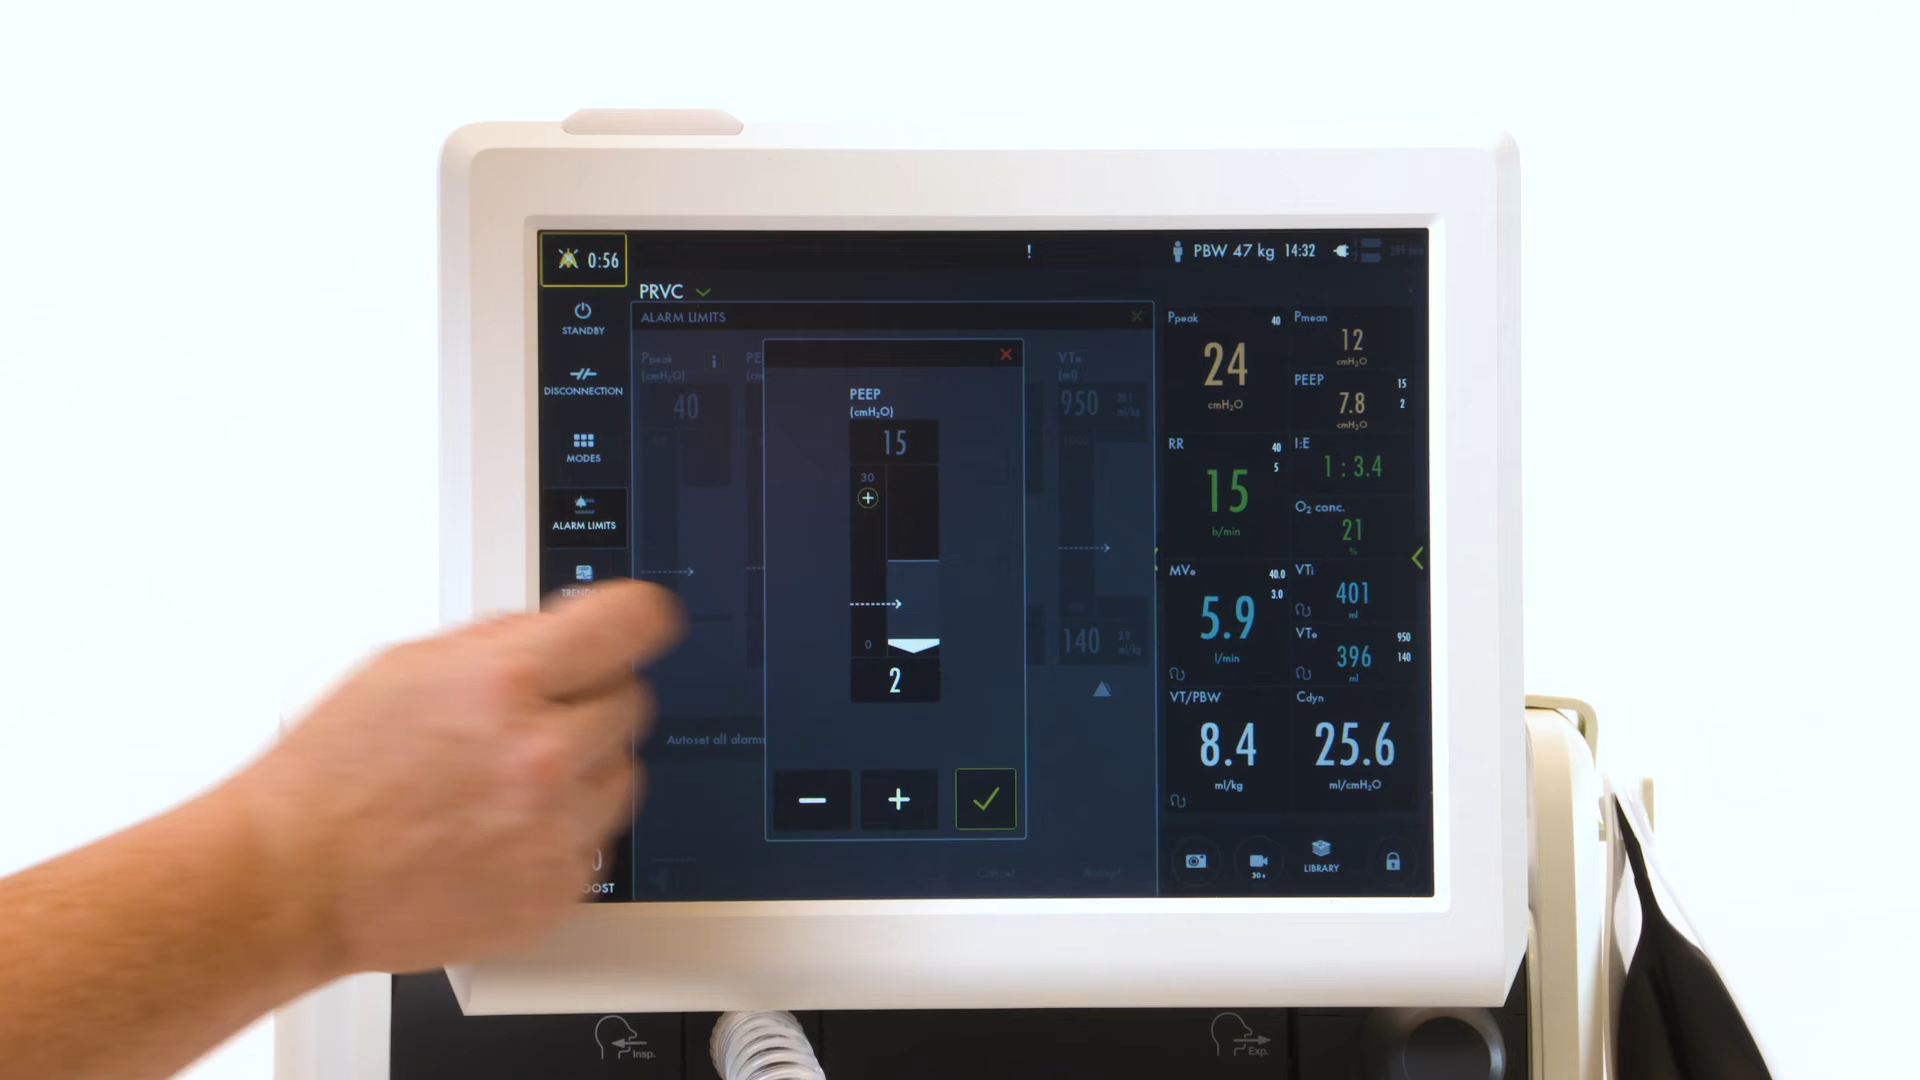 0:56
!
PBW 47 kg 14:32
STANDBY
DISCONNECTION
MODES
ALARM LIMITS
PRVC
ALARM LIMITS
Ppeak
(cmH2O)
40
PEEP
(cmH2O)
15
30
0
2
VTe
(ml)
950
140
Autoset all alarms
Ppeak
40
24
cmH2O
Pmean
12
cmH2O
PEEP
15
2
7.8
cmH2O
RR
40
5
15
b/min
I:E
1 : 3.4
O2 conc.
21
%
MVe
40.0
3.0
5.9
l/min
VTi
401
ml
VTe
950
140
396
ml
VT/PBW
8.4
ml/kg
Cdyn
25.6
ml/cmH2O
30 s
LIBRARY
Insp.
Exp.